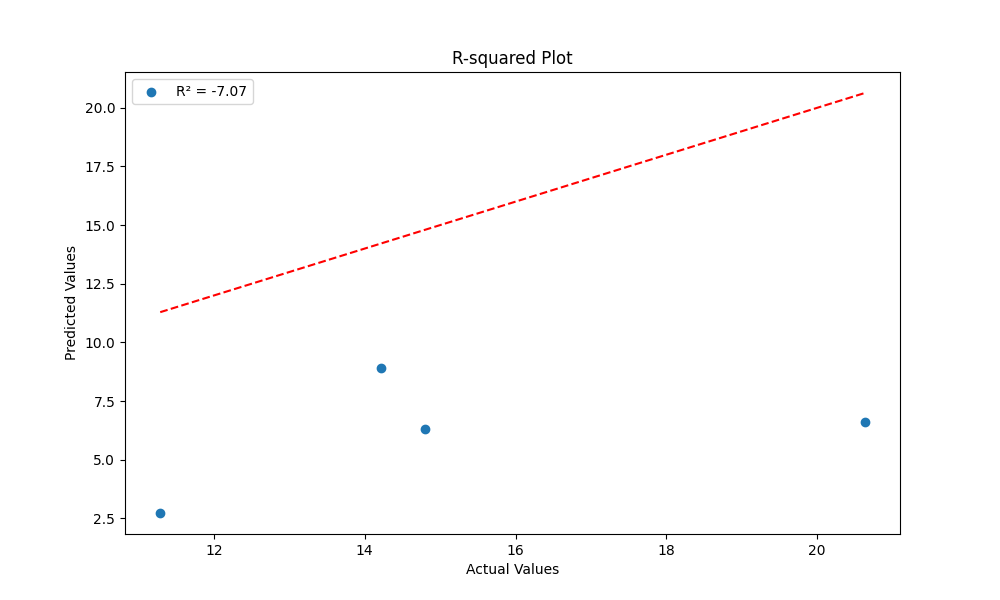 R-squared Plot
R² = -7.07
20.0
17.5
15.0
12.5
10.0
7.5
5.0
2.5
Predicted Values
12 14 16 18 20
Actual Values